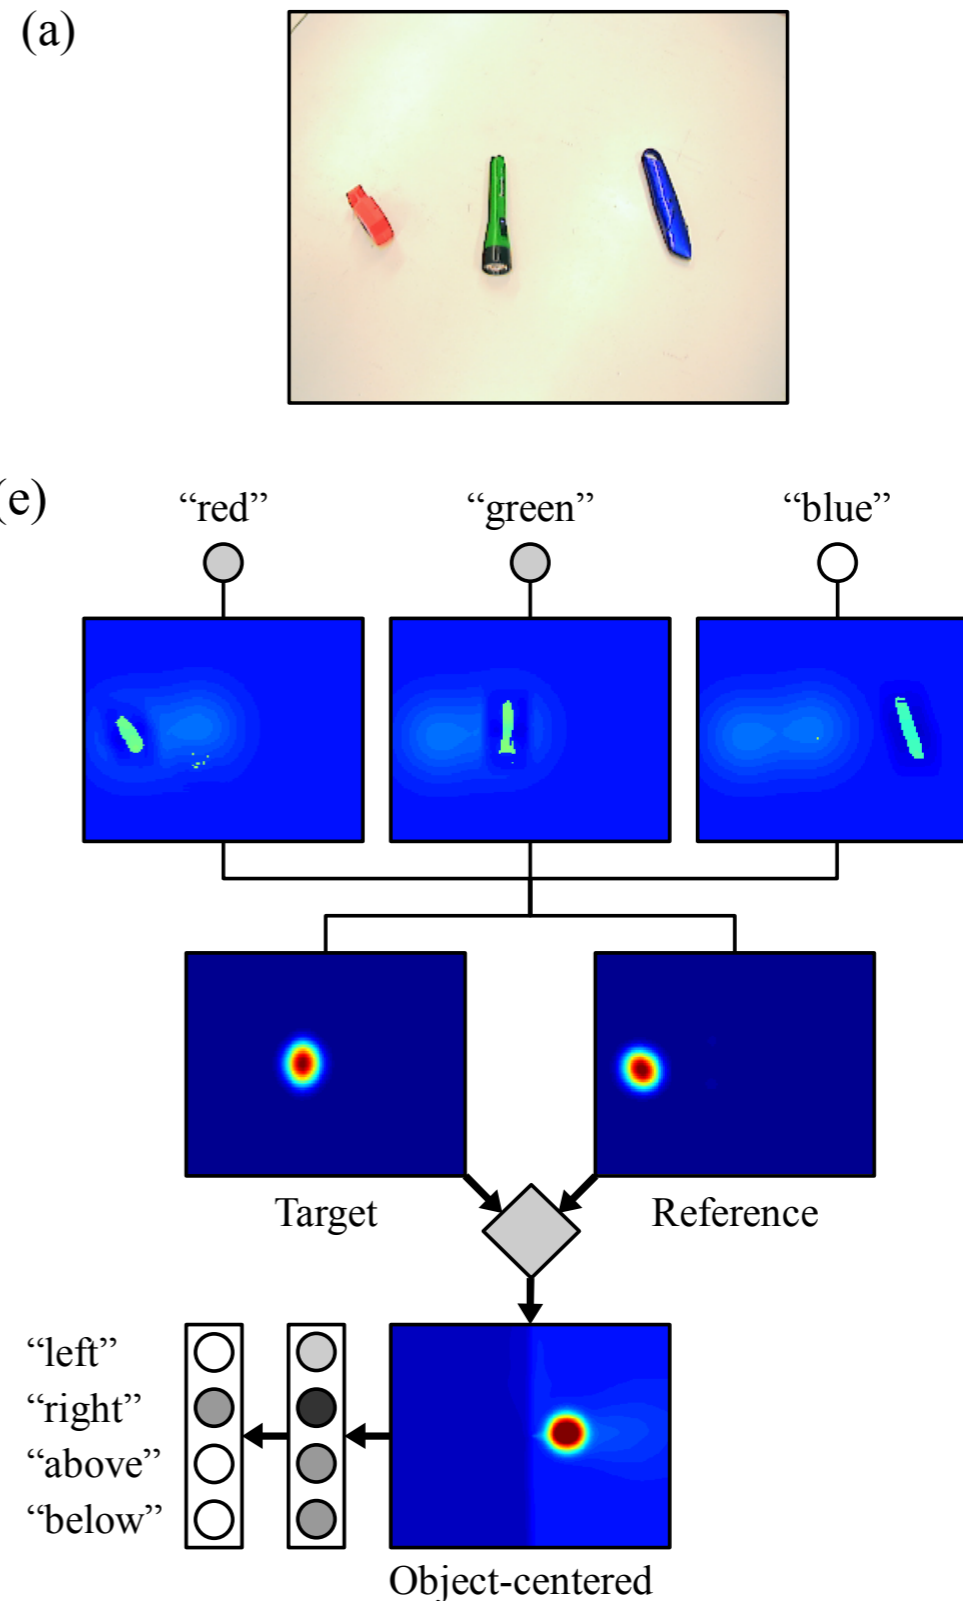 (a)
(e)
“red” “green” “blue”
Target Reference
“left”
“right”
“above”
“below”
Object-centered